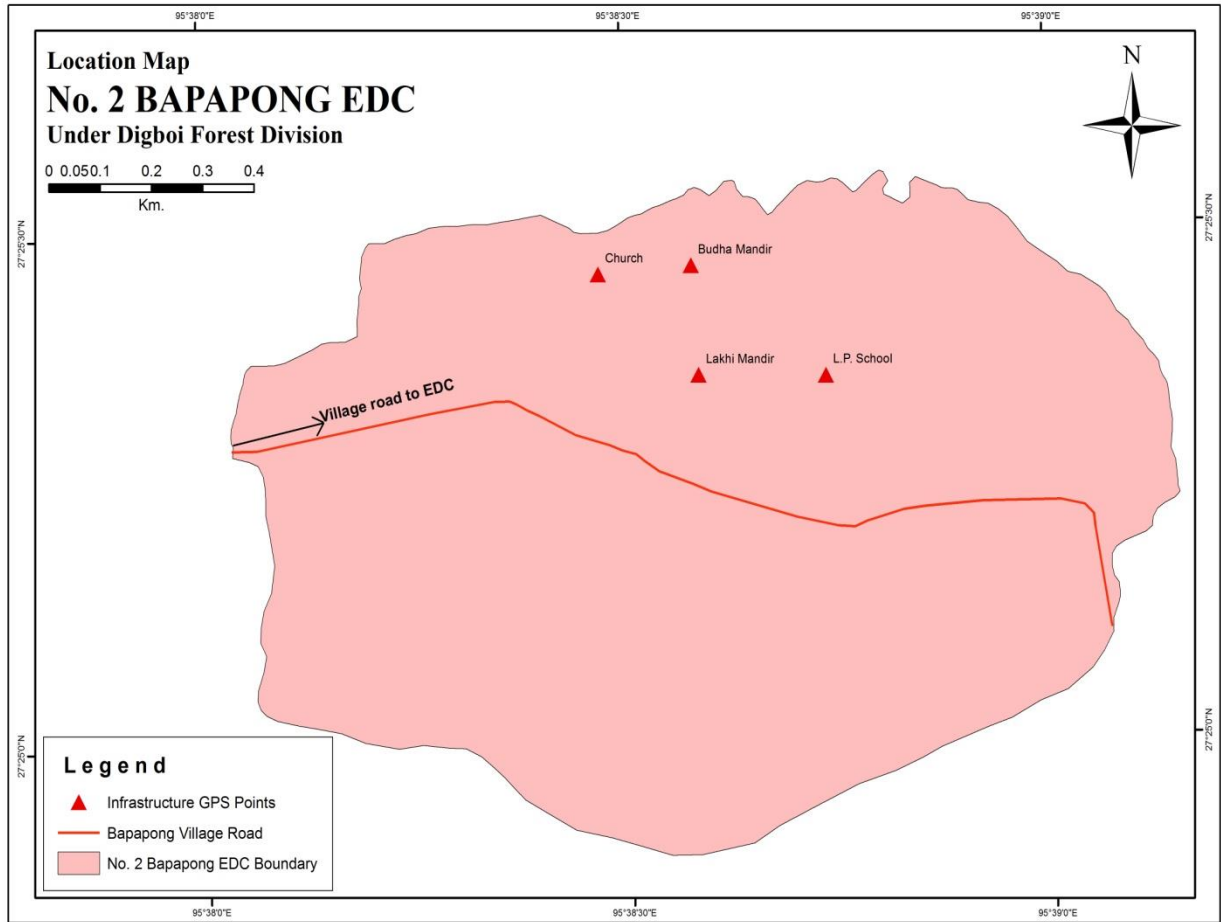 95°38'0"E
95°38'30"E
95°39'0"E
Location Map
No. 2 BAPAPONG EDC
Under Digboi Forest Division
0 0.05 0.1 0.2 0.3 0.4
Km.
N
27°25'30"N
27°25'30"N
Church
Budha Mandir
Lakhi Mandir
L.P. School
Village road to EDC
27°25'0"N
27°25'0"N
Legend
Infrastructure GPS Points
Bapapong Village Road
No. 2 Bapapong EDC Boundary
95°38'0"E
95°38'30"E
95°39'0"E